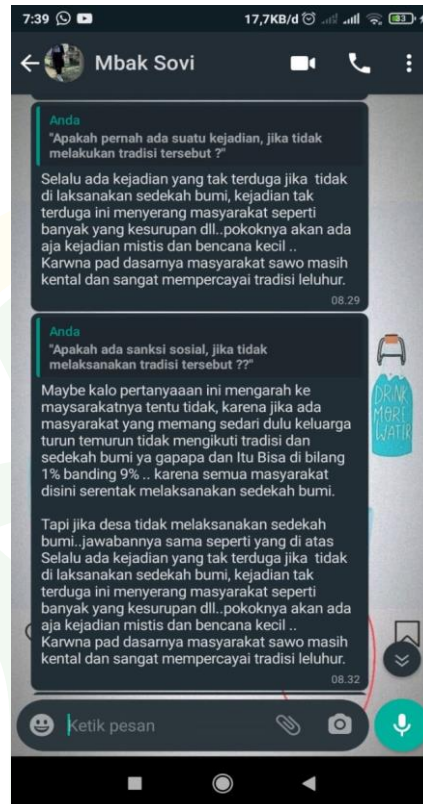 7:39 17,7KB/d 83
Mbak Sovi
Anda
"Apakah pernah ada suatu kejadian, jika tidak
melakukan tradisi tersebut ?"
Selalu ada kejadian yang tak terduga jika tidak
di laksanakan sedekah bumi, kejadian tak
terduga ini menyerang masyarakat seperti
banyak yang kesurupan dll..pokoknya akan ada
aja kejadian mistis dan bencana kecil ..
Karwna pad dasarnya masyarakat sawo masih
kental dan sangat mempercayai tradisi leluhur.
08.29
Anda
"Apakah ada sanksi sosial, jika tidak
melaksanakan tradisi tersebut ??"
Maybe kalo pertanyaaan ini mengarah ke
maysarakatnya tentu tidak, karena jika ada
masyarakat yang memang sedari dulu keluarga
turun temurun tidak mengikuti tradisi dan
sedekah bumi ya gapapa dan Itu Bisa di bilang
1% banding 9% .. karena semua masyarakat
disini serentak melaksanakan sedekah bumi.
Tapi jika desa tidak melaksanakan sedekah
bumi..jawabannya sama seperti yang di atas
Selalu ada kejadian yang tak terduga jika tidak
di laksanakan sedekah bumi, kejadian tak
terduga ini menyerang masyarakat seperti
banyak yang kesurupan dll..pokoknya akan ada
aja kejadian mistis dan bencana kecil ..
Karwna pad dasarnya masyarakat sawo masih
kental dan sangat mempercayai tradisi leluhur.
08.32
DRINK
MORE
WATER
Ketik pesan